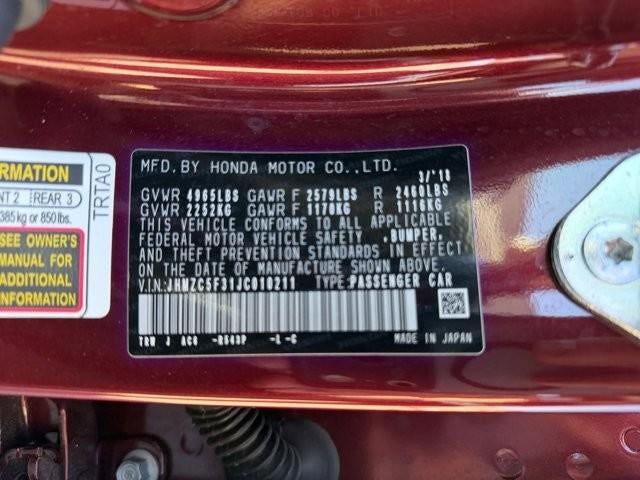 RMATION
NT 2 REAR 3
385 kg or 850 lbs.
SEE OWNER'S
MANUAL FOR
ADDITIONAL
INFORMATION
TRTA0
MFD. BY HONDA MOTOR CO., LTD. 3/'18
GVWR 4965LBS GAWR F 2579LBS R 2460LBS
GVWR 2252KG GAWR F 1170KG R 1116KG
THIS VEHICLE CONFORMS TO ALL APPLICABLE
FEDERAL MOTOR VEHICLE SAFETY, BUMPER,
AND THEFT PREVENTION STANDARDS IN EFFECT
ON THE DATE OF MANUFACTURE SHOWN ABOVE.
V.I.N: JHMZC5F31JC010211 TYPE: PASSENGER CAR
TRW J AC6 -R543P -L -C MADE IN JAPAN